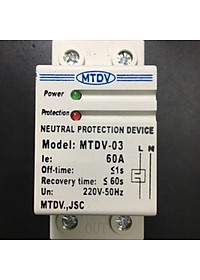 MTDV
Power
Protection
NEUTRAL PROTECTION DEVICE
Model: MTDV-03
Ie: 60A
L N
Off-time: ≤1s
Recovery time: ≤ 60s
Un: 220V-50Hz
MTDV.,JSC
OUT